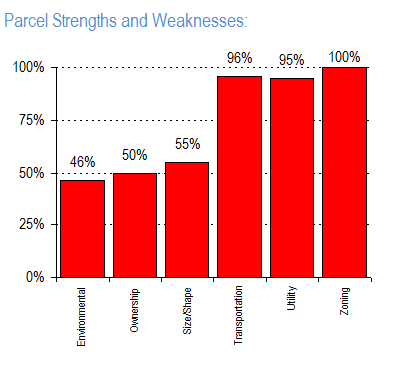 Parcel Strengths and Weaknesses:
100%
75%
50%
25%
0%
46%
50%
55%
96%
95%
100%
Environmental
Ownership
Size/Shape
Transportation
Utility
Zoning